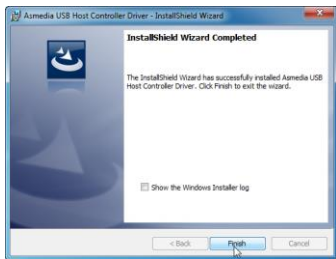 Asmedia USB Host Controller Driver - InstallShield Wizard
InstallShield Wizard Completed
The InstallShield Wizard has successfully installed Asmedia USB
Host Controller Driver. Click Finish to exit the wizard.
Show the Windows Installer log
< Back Finish Cancel